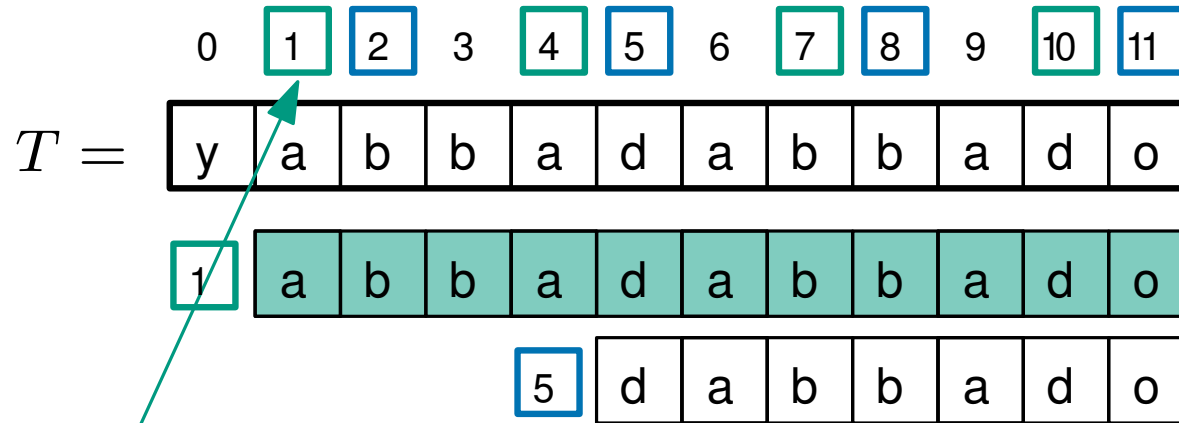 0 1 2 3 4 5 6 7 8 9 10 11
T = y a b b a d a b b a d o
1 a b b a d a b b a d o
5 d a b b a d o